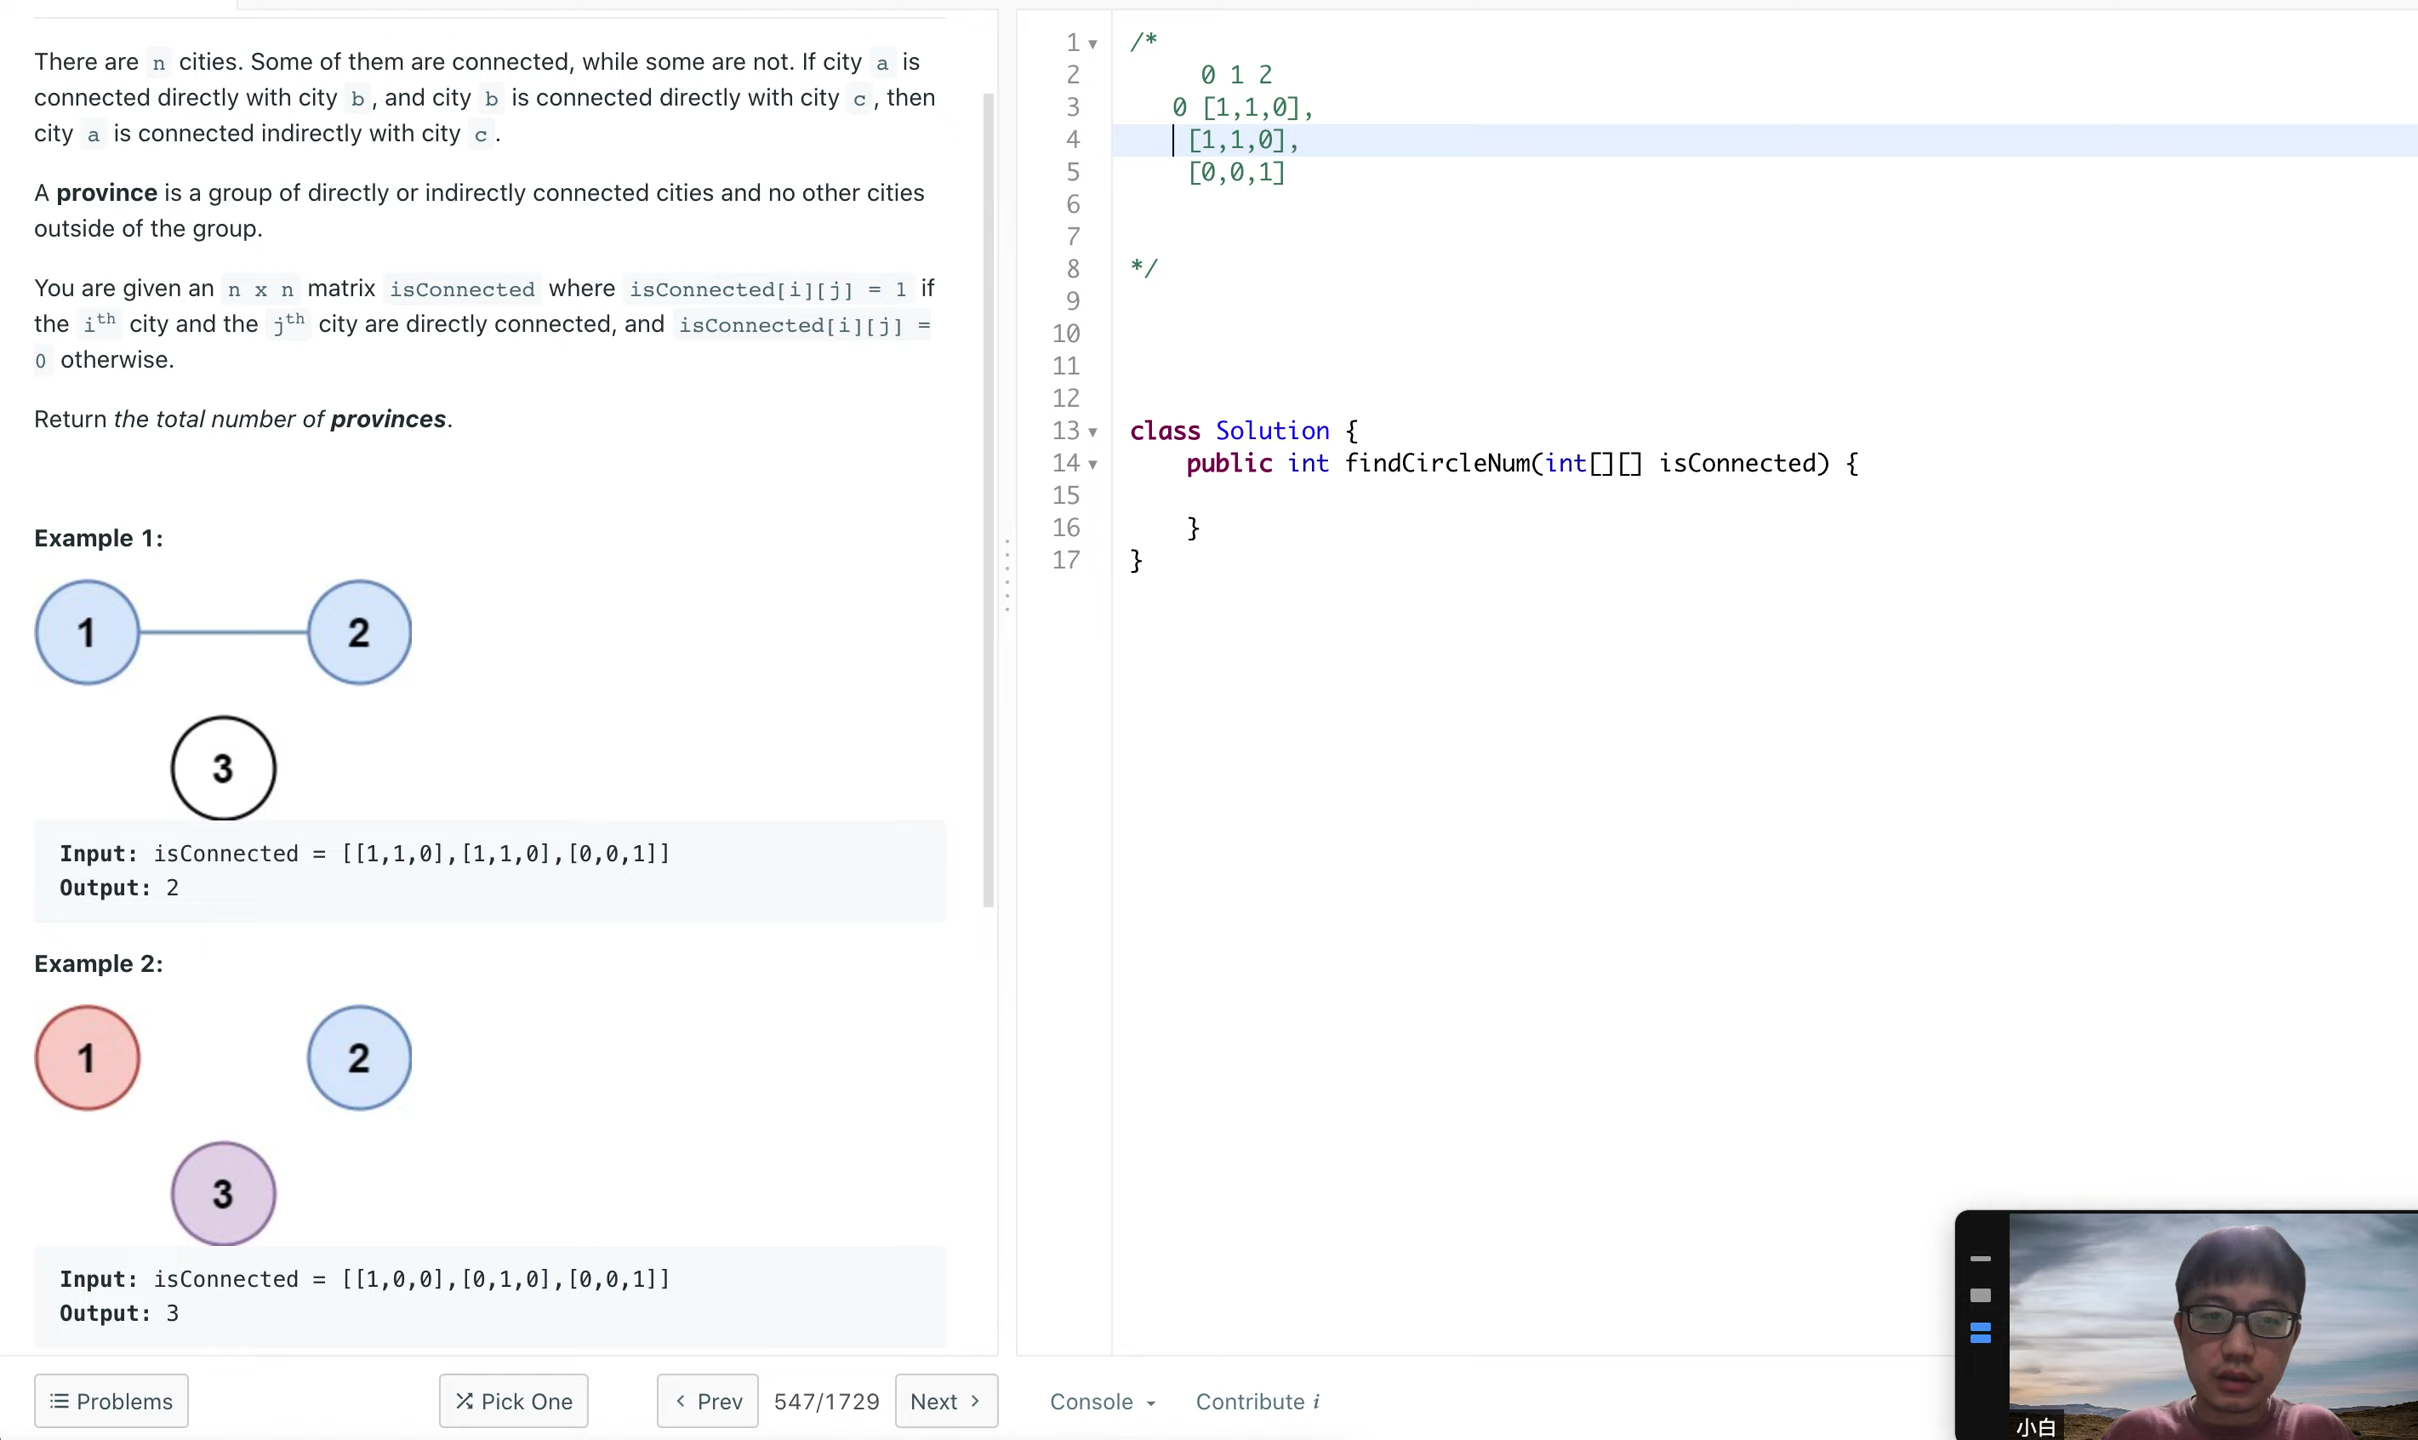 There are n cities. Some of them are connected, while some are not. If city a is
connected directly with city b , and city b is connected directly with city c , then
city a is connected indirectly with city c .
A province is a group of directly or indirectly connected cities and no other cities
outside of the group.
You are given an n x n matrix isConnected where isConnected[i][j] = 1 if
the ith city and the jth city are directly connected, and isConnected[i][j] =
0 otherwise.
Return the total number of provinces.
Example 1:
1
2
3
Input: isConnected = [[1,1,0],[1,1,0],[0,0,1]]
Output: 2
Example 2:
1
2
3
Input: isConnected = [[1,0,0],[0,1,0],[0,0,1]]
Output: 3
Problems
Pick One
Prev
547/1729
Next
1 /*
2 0 1 2
3 0 [1,1,0],
4 [1,1,0],
5 [0,0,1]
6
7
8 */
9
10
11
12
13 class Solution {
14 public int findCircleNum(int[][] isConnected) {
15
16 }
17 }
Console
Contribute i
小白